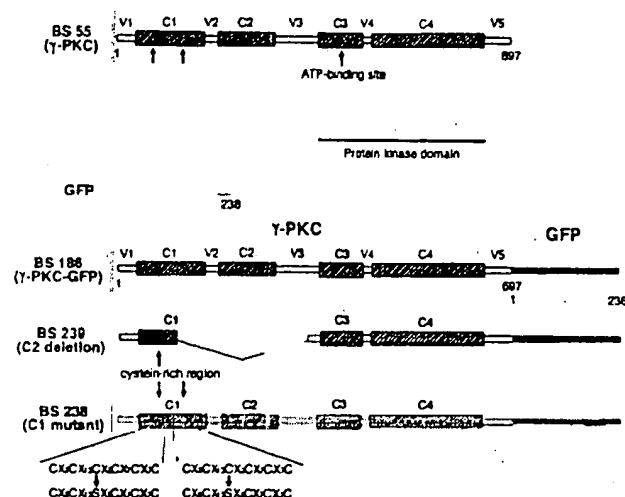 V1 C1 V2 C2 V3 C3 V4 C4 V5
BS 55
(γ-PKC)
1
697
ATP-binding site
Protein kinase domain
GFP
238
γ-PKC
GFP
V1 C1 V2 C2 V3 C3 V4 C4 V5
BS 186
(γ-PKC-GFP)
1
697
1
238
BS 239
(C2 deletion)
C1 C3 C4
cystein-rich region
BS 238
(C1 mutant)
C1 C2 C3 C4